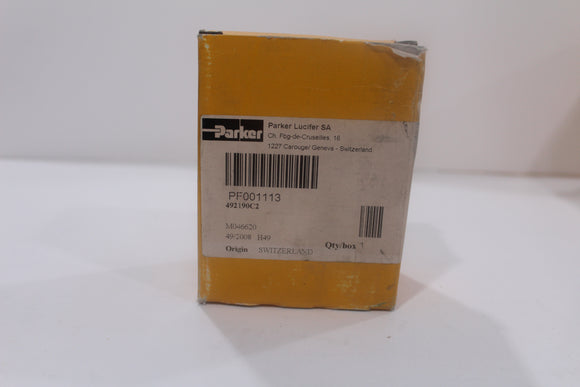 Parker
Parker Lucifer SA
Ch. Fbg-de-Cruseilles, 16
1227 Carouge/ Geneva - Switzerland
PF001113
492190C2
M046620
49/2008 H49
Origin SWITZERLAND
Qty/box 1